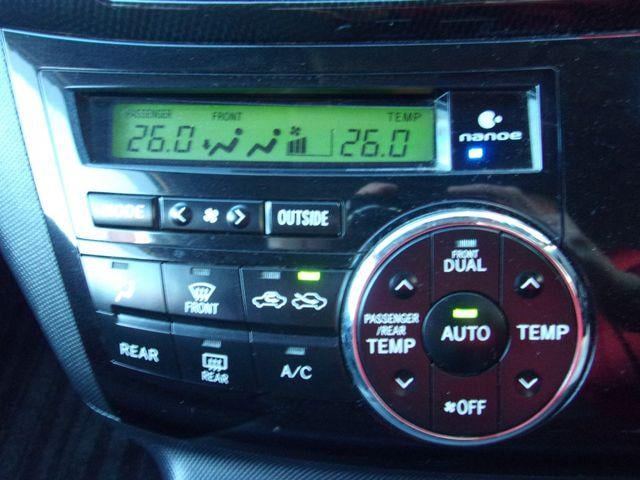 PASSENGER FRONT TEMP
26.0 26.0
nanoe
MODE OUTSIDE
FRONT
DUAL
FRONT
PASSENGER
/REAR
TEMP
AUTO
TEMP
REAR
REAR
A/C
OFF